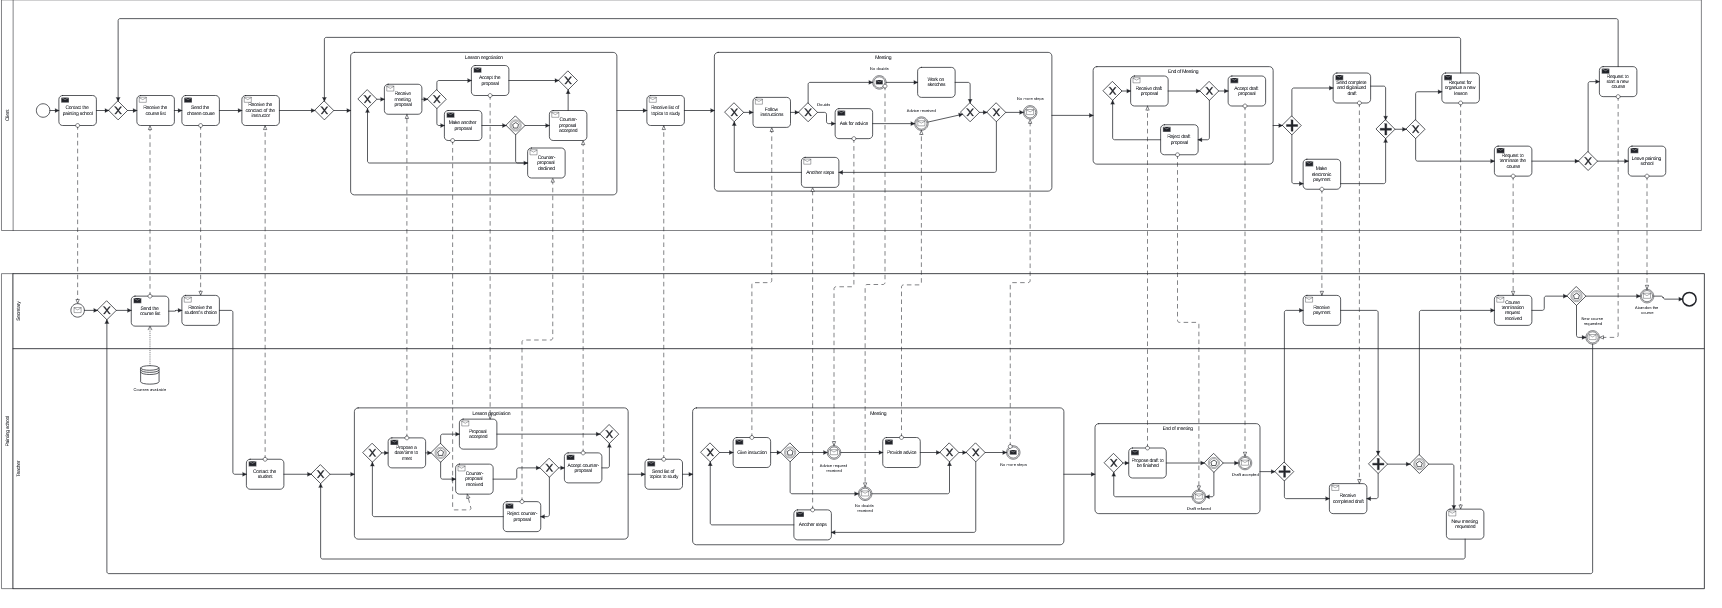 Client
Contact the
painting school
Receive the
course list
Send the
chosen course
Receive the
contact of the
instructor
Lesson negotiation
Receive
meeting
proposal
Accept the
proposal
Make another
proposal
Counter-
proposal
accepted
Counter-
proposal
declined
Receive list of
topics to study
Meeting
Follow
instructions
No doubts
Doubts
Work on
sketches
Ask for advice
Advice received
No more steps
Another steps
End of Meeting
Receive draft
proposal
Accept draft
proposal
Reject draft
proposal
Send complete
and digitalized
draft
Make
electronic
payment
Request for
organize a new
lesson
Request to
terminate the
course
Request to
start a new
course
Leave painting
school
Painting school
Secretary
Send the
course list
Receive the
student's choice
Courses available
Receive
payment
Course
request
received
New course
requested
Abandon the
course
Teacher
Contact the
student
Lesson negotiation
Propose a
date/time to
meet
Proposal
accepted
Counter-
proposal
received
Accept counter-
proposal
Reject counter-
proposal
Send list of
topics to study
Meeting
Give instruction
Advice request
received
No doubts
received
Provide advice
No more steps
Another steps
End of meeting
Propose draft to
be finished
Draft accepted
Draft refused
Receive
completed draft
New meeting
requested